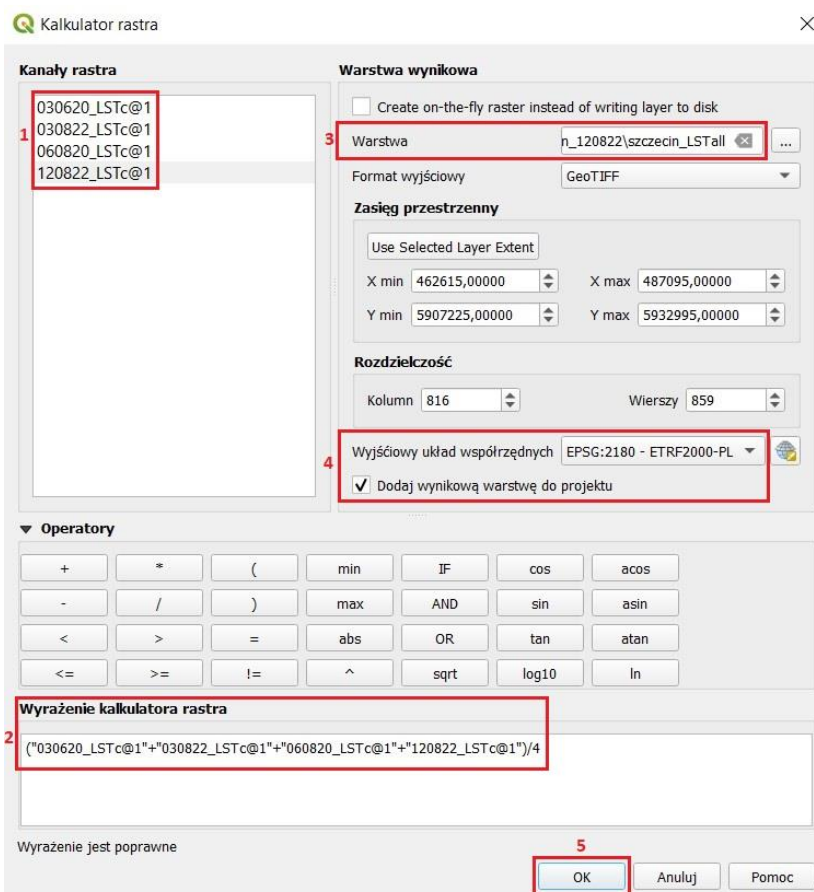 Kalkulator rastra
Kanały rastra
1
030620_LSTc@1
030822_LSTc@1
060820_LSTc@1
120822_LSTc@1
Warstwa wynikowa
Create on-the-fly raster instead of writing layer to disk
3 Warstwa n_120822\szczecin_LSTall ...
Format wyjściowy GeoTIFF
Zasięg przestrzenny
Use Selected Layer Extent
X min 462615,00000 X max 487095,00000
Y min 5907225,00000 Y max 5932995,00000
Rozdzielczość
Kolumn 816 Wierszy 859
4
Wyjśćiowy układ współrzędnych EPSG:2180 - ETRF2000-PL
Dodaj wynikową warstwę do projektu
Operatory
+ * ( min IF cos acos
- / ) max AND sin asin
< > = abs OR tan atan
<= >= != ^ sqrt log10 ln
Wyrażenie kalkulatora rastra
2
("030620_LSTc@1"+"030822_LSTc@1"+"060820_LSTc@1"+"120822_LSTc@1")/4
Wyrażenie jest poprawne
5
OK Anuluj Pomoc